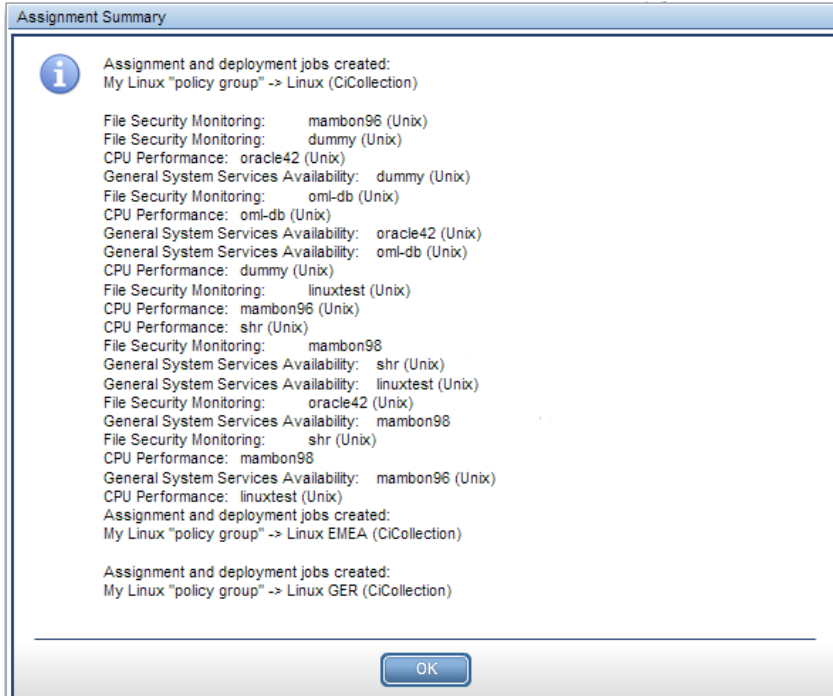 Assignment Summary
Assignment and deployment jobs created:
My Linux "policy group" -> Linux (CiCollection)
File Security Monitoring: mambon96 (Unix)
File Security Monitoring: dummy (Unix)
CPU Performance: oracle42 (Unix)
General System Services Availability: dummy (Unix)
File Security Monitoring: oml-db (Unix)
CPU Performance: oml-db (Unix)
General System Services Availability: oracle42 (Unix)
General System Services Availability: oml-db (Unix)
CPU Performance: dummy (Unix)
File Security Monitoring: linuxtest (Unix)
CPU Performance: mambon96 (Unix)
CPU Performance: shr (Unix)
File Security Monitoring: mambon98
General System Services Availability: shr (Unix)
General System Services Availability: linuxtest (Unix)
File Security Monitoring: oracle42 (Unix)
General System Services Availability: mambon98
File Security Monitoring: shr (Unix)
CPU Performance: mambon98
General System Services Availability: mambon96 (Unix)
CPU Performance: linuxtest (Unix)
Assignment and deployment jobs created:
My Linux "policy group" -> Linux EMEA (CiCollection)
Assignment and deployment jobs created:
My Linux "policy group" -> Linux GER (CiCollection)
OK